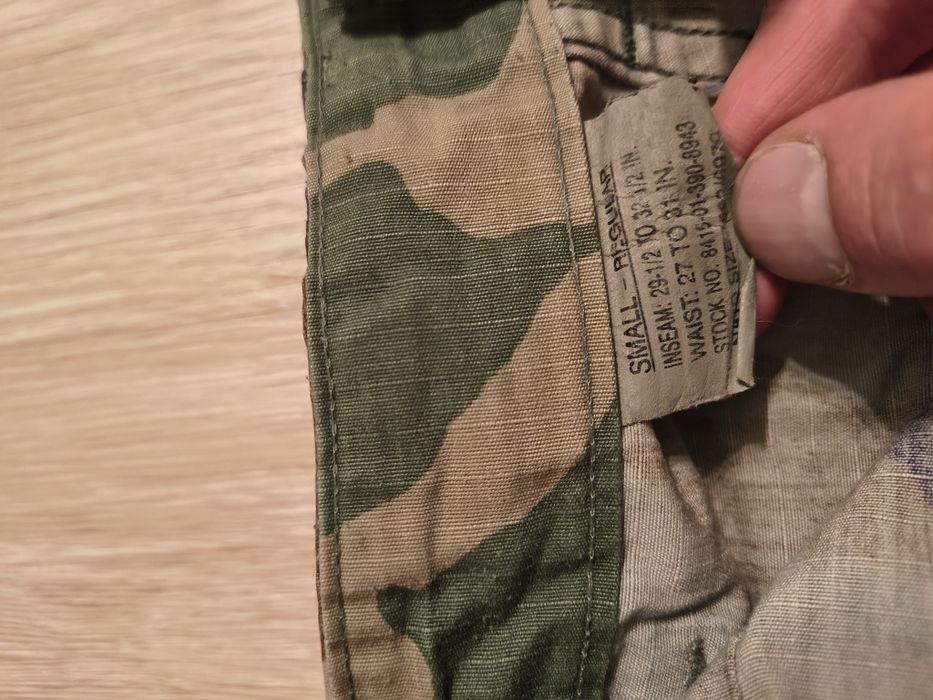 SMALL - REGULAR
INSEAM: 29-1/2 TO 32 1/2 IN.
WAIST: 27 TO 31 IN.
STOCK NO. 8415-01-390-8943
SIZE